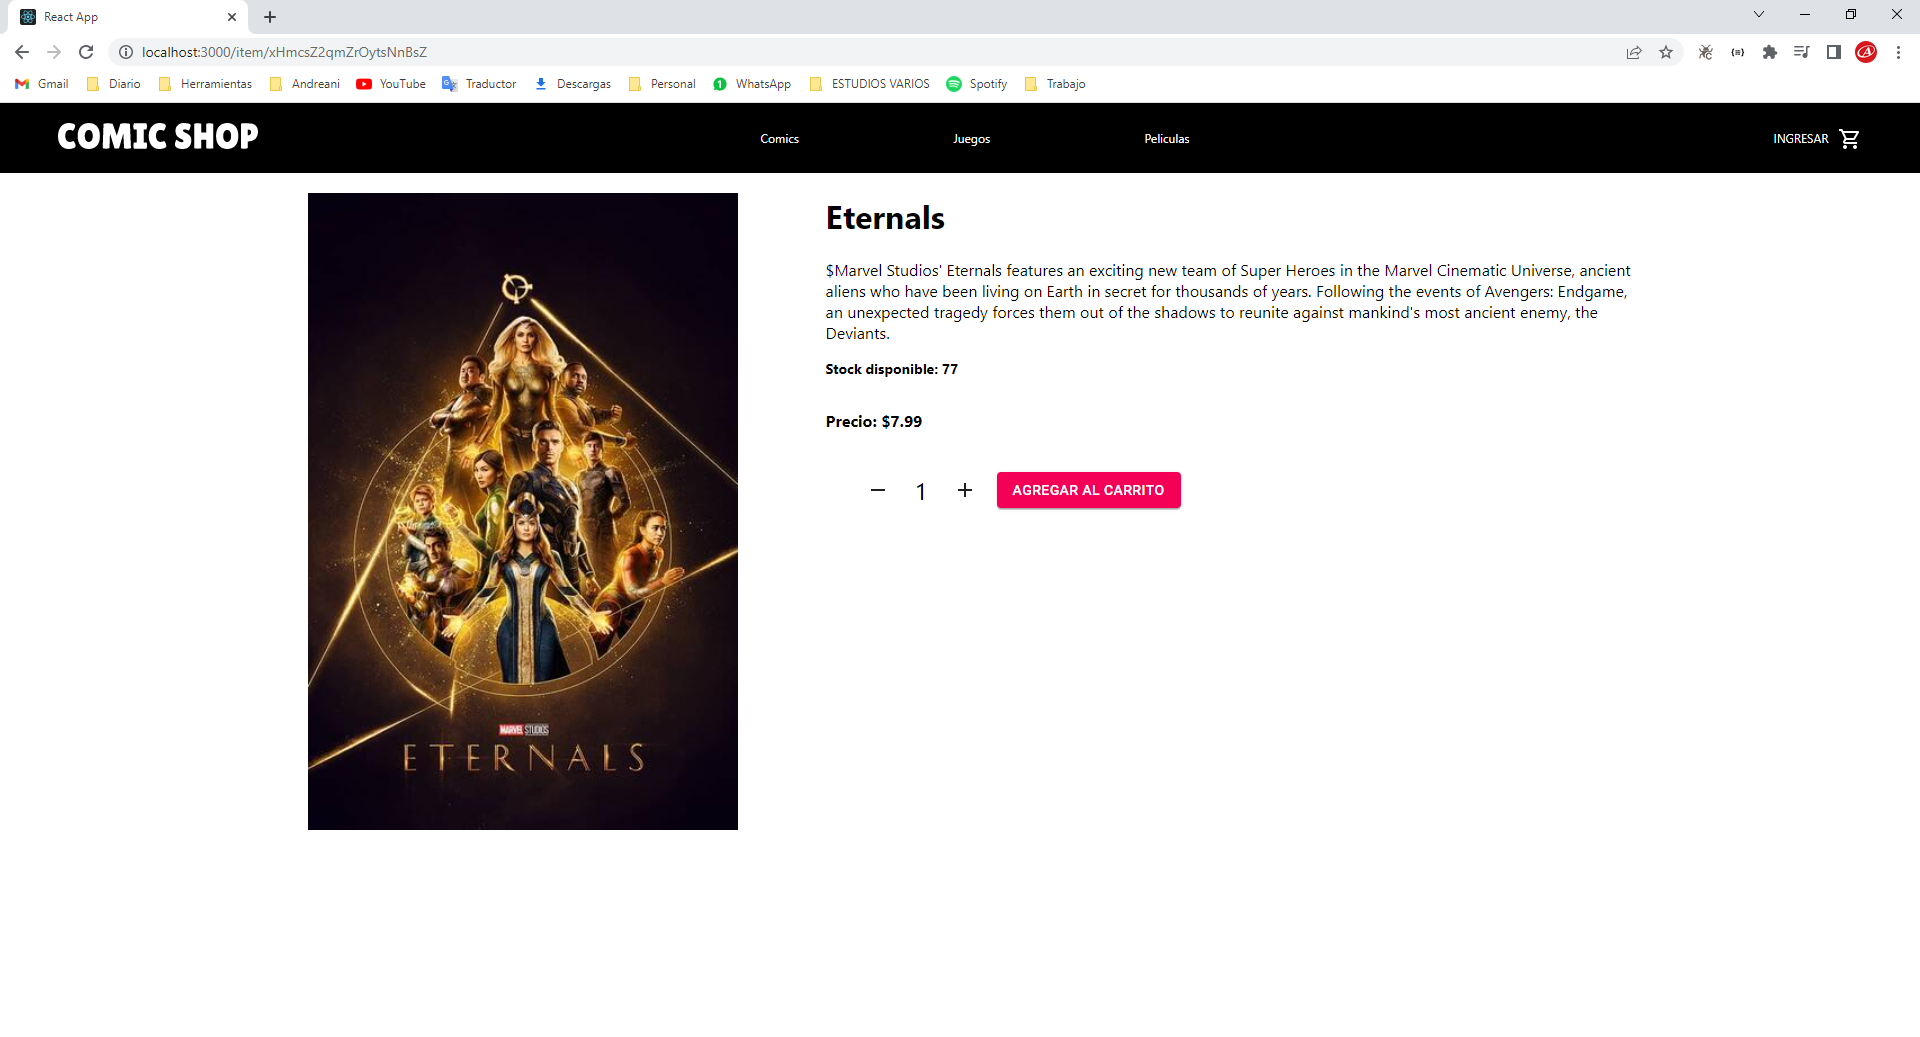 React App
localhost:3000/item/xHmcsZ2qmZrOytsNnBsZ
Gmail Diario Herramientas Andreani YouTube Traductor Descargas Personal WhatsApp ESTUDIOS VARIOS Spotify Trabajo
COMIC SHOP Comics Juegos Peliculas INGRESAR
Eternals
$Marvel Studios' Eternals features an exciting new team of Super Heroes in the Marvel Cinematic Universe, ancient
aliens who have been living on Earth in secret for thousands of years. Following the events of Avengers: Endgame,
an unexpected tragedy forces them out of the shadows to reunite against mankind's most ancient enemy, the
Deviants.
Stock disponible: 77
Precio: $7.99
1 AGREGAR AL CARRITO
MARVEL STUDIOS
ETERNALS